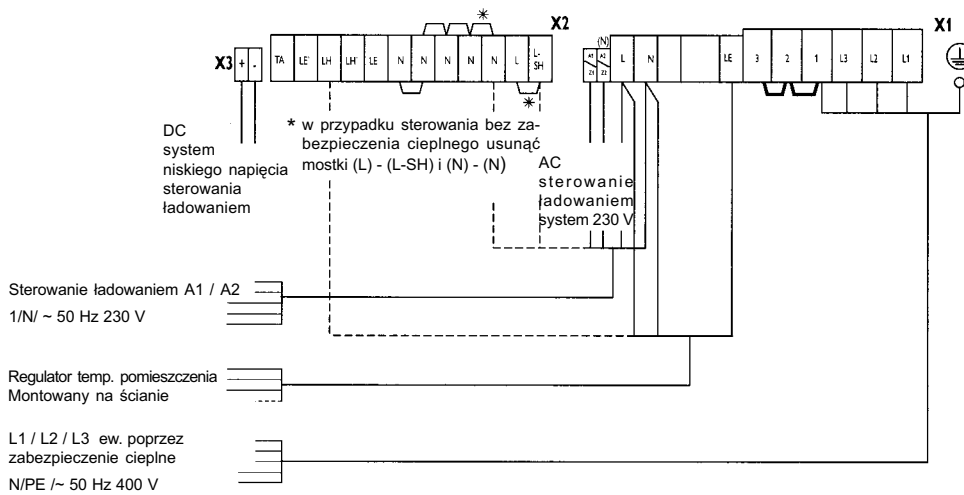 X2
X1
X3
+ -
TA LE' LH LH' LE N N N N N L L-SH
*
*
A1 Z1
(N) A2 Z2
L N LE 3 2 1 L3 L2 L1
DC
system
niskiego napięcia
sterowania
ładowaniem
* w przypadku sterowania bez za-
bezpieczenia cieplnego usunąć
mostki (L) - (L-SH) i (N) - (N)
AC
sterowanie
ładowaniem
system 230 V
Sterowanie ładowaniem A1 / A2
1/N/ ~ 50 Hz 230 V
Regulator temp. pomieszczenia
Montowany na ścianie
L1 / L2 / L3 ew. poprzez
zabezpieczenie cieplne
N/PE /~ 50 Hz 400 V